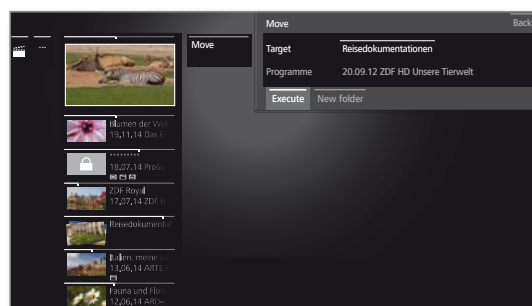 Move
Back
Target Reisedokumentationen
Programme 20.09.12 ZDF HD Unsere Tierwelt
Execute New folder
Move
...
Blumen der Wel
19.11.14 Das E
*********
18.07.14 ProSie
ZDF Royal
17.07.14 ZDF H
Reisedokumentat
Italien, meine
13.06.14 ARTE
Fauna und Flor
12.06.14 ARD